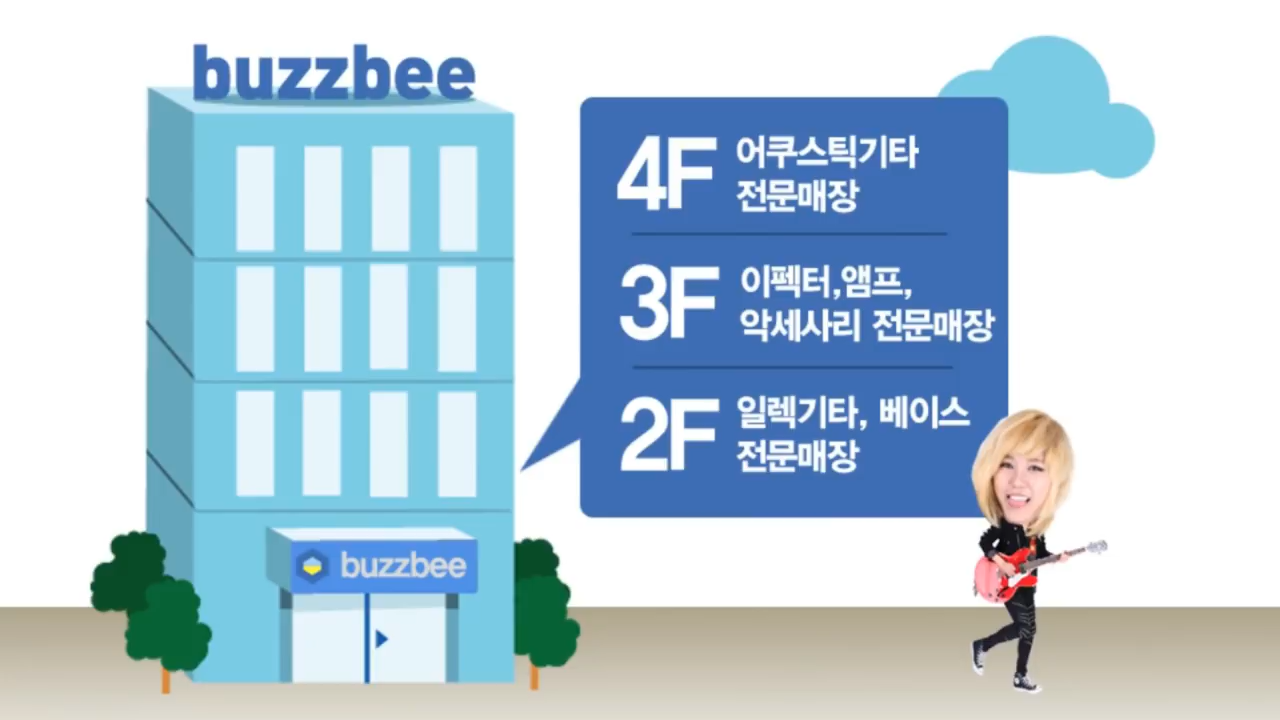 buzzbee
4F 어쿠스틱기타
전문매장
3F 이펙터,앰프,
악세사리 전문매장
2F 일렉기타, 베이스
전문매장
buzzbee